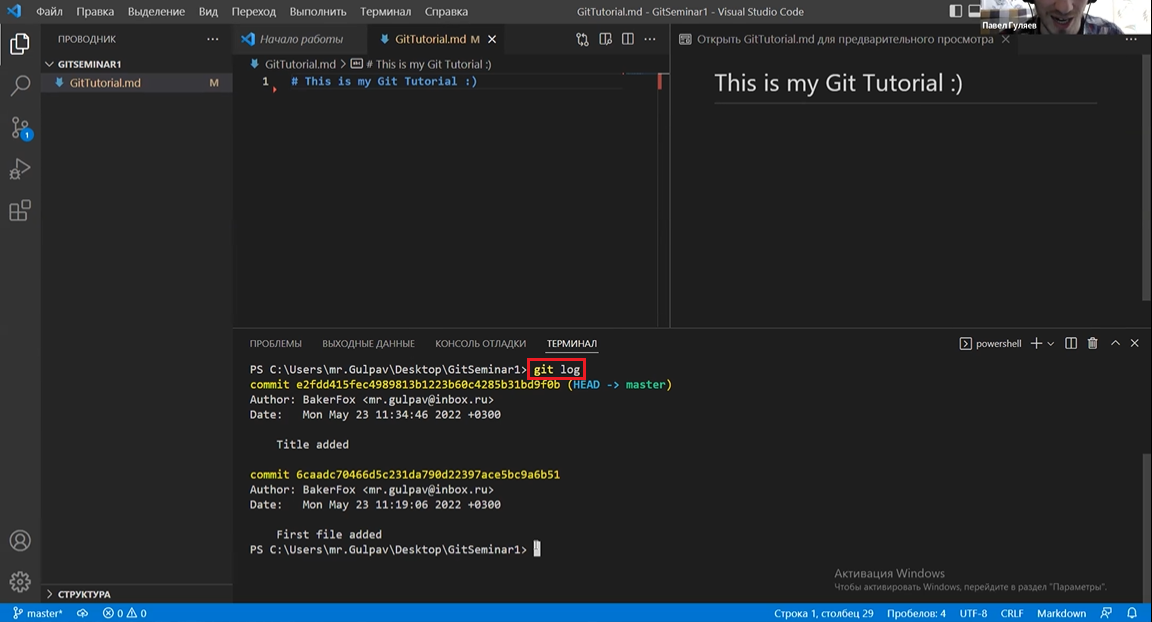 Файл Правка Выделение Вид Переход Выполнить Терминал Справка GitTutorial.md - GitSeminar1 - Visual Studio Code
Павел Гуляев
ПРОВОДНИК ...
GITSEMINAR1
GitTutorial.md M
1
Начало работы GitTutorial.md M
GitTutorial.md > # This is my Git Tutorial :)
1 # This is my Git Tutorial :)
Открыть GitTutorial.md для предварительного просмотра
This is my Git Tutorial :)
ПРОБЛЕМЫ ВЫХОДНЫЕ ДАННЫЕ КОНСОЛЬ ОТЛАДКИ ТЕРМИНАЛ powershell
PS C:\Users\mr.Gulpav\Desktop\GitSeminar1> git log
commit e2fdd415fec4989813b1223b60c4285b31bd9f0b (HEAD -> master)
Author: BakerFox <mr.gulpav@inbox.ru>
Date: Mon May 23 11:34:46 2022 +0300
Title added
commit 6caadc70466d5c231da790d22397ace5bc9a6b51
Author: BakerFox <mr.gulpav@inbox.ru>
Date: Mon May 23 11:19:06 2022 +0300
First file added
PS C:\Users\mr.Gulpav\Desktop\GitSeminar1>
Активация Windows
Чтобы активировать Windows, перейдите в раздел "Параметры".
СТРУКТУРА
master* 0 0 Строка 1, столбец 29 Пробелов: 4 UTF-8 CRLF Markdown